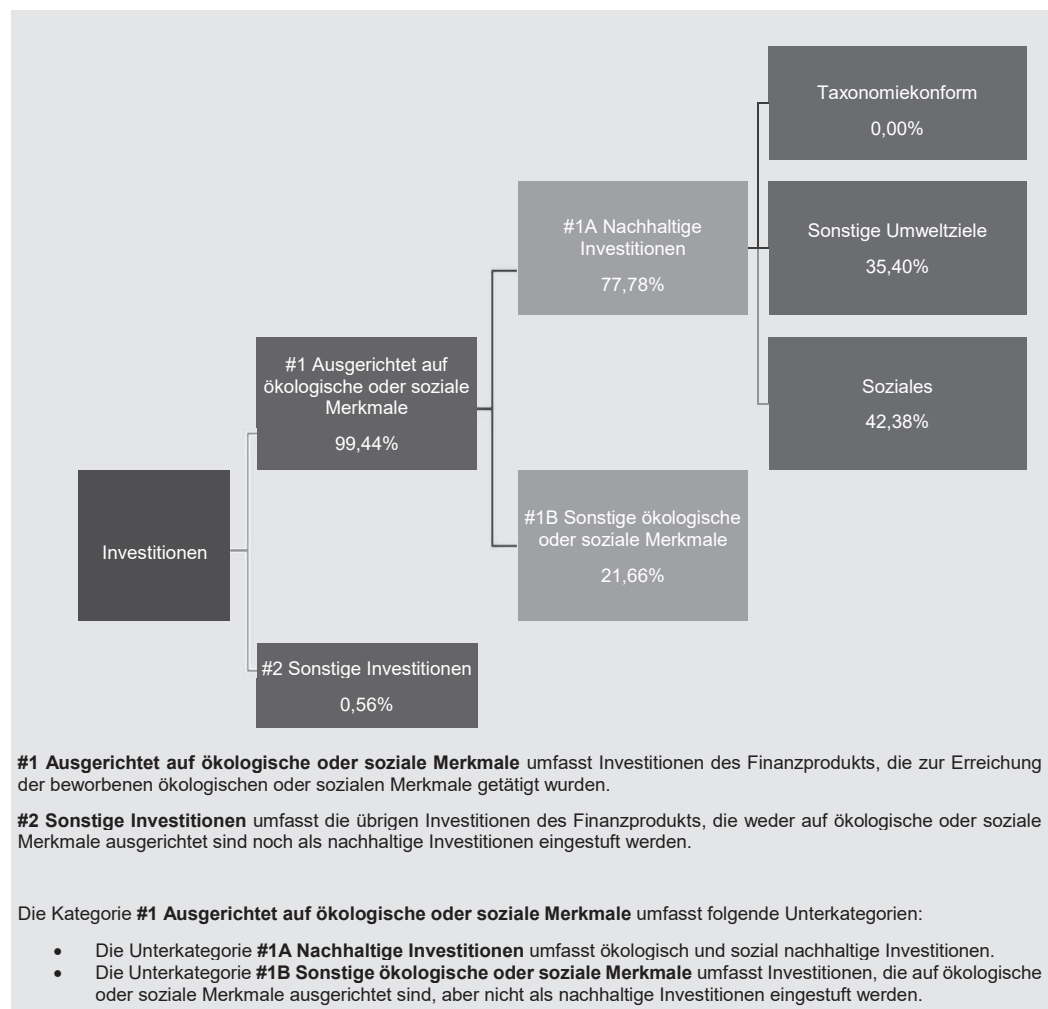 Taxonomiekonform
0,00%
#1A Nachhaltige
Investitionen
77,78%
Sonstige Umweltziele
35,40%
#1 Ausgerichtet auf
ökologische oder soziale
Merkmale
99,44%
Soziales
42,38%
Investitionen
#1B Sonstige ökologische
oder soziale Merkmale
21,66%
#2 Sonstige Investitionen
0,56%
#1 Ausgerichtet auf ökologische oder soziale Merkmale umfasst Investitionen des Finanzprodukts, die zur Erreichung
der beworbenen ökologischen oder sozialen Merkmale getätigt wurden.
#2 Sonstige Investitionen umfasst die übrigen Investitionen des Finanzprodukts, die weder auf ökologische oder soziale
Merkmale ausgerichtet sind noch als nachhaltige Investitionen eingestuft werden.
Die Kategorie #1 Ausgerichtet auf ökologische oder soziale Merkmale umfasst folgende Unterkategorien:
• Die Unterkategorie #1A Nachhaltige Investitionen umfasst ökologisch und sozial nachhaltige Investitionen.
• Die Unterkategorie #1B Sonstige ökologische oder soziale Merkmale umfasst Investitionen, die auf ökologische
oder soziale Merkmale ausgerichtet sind, aber nicht als nachhaltige Investitionen eingestuft werden.